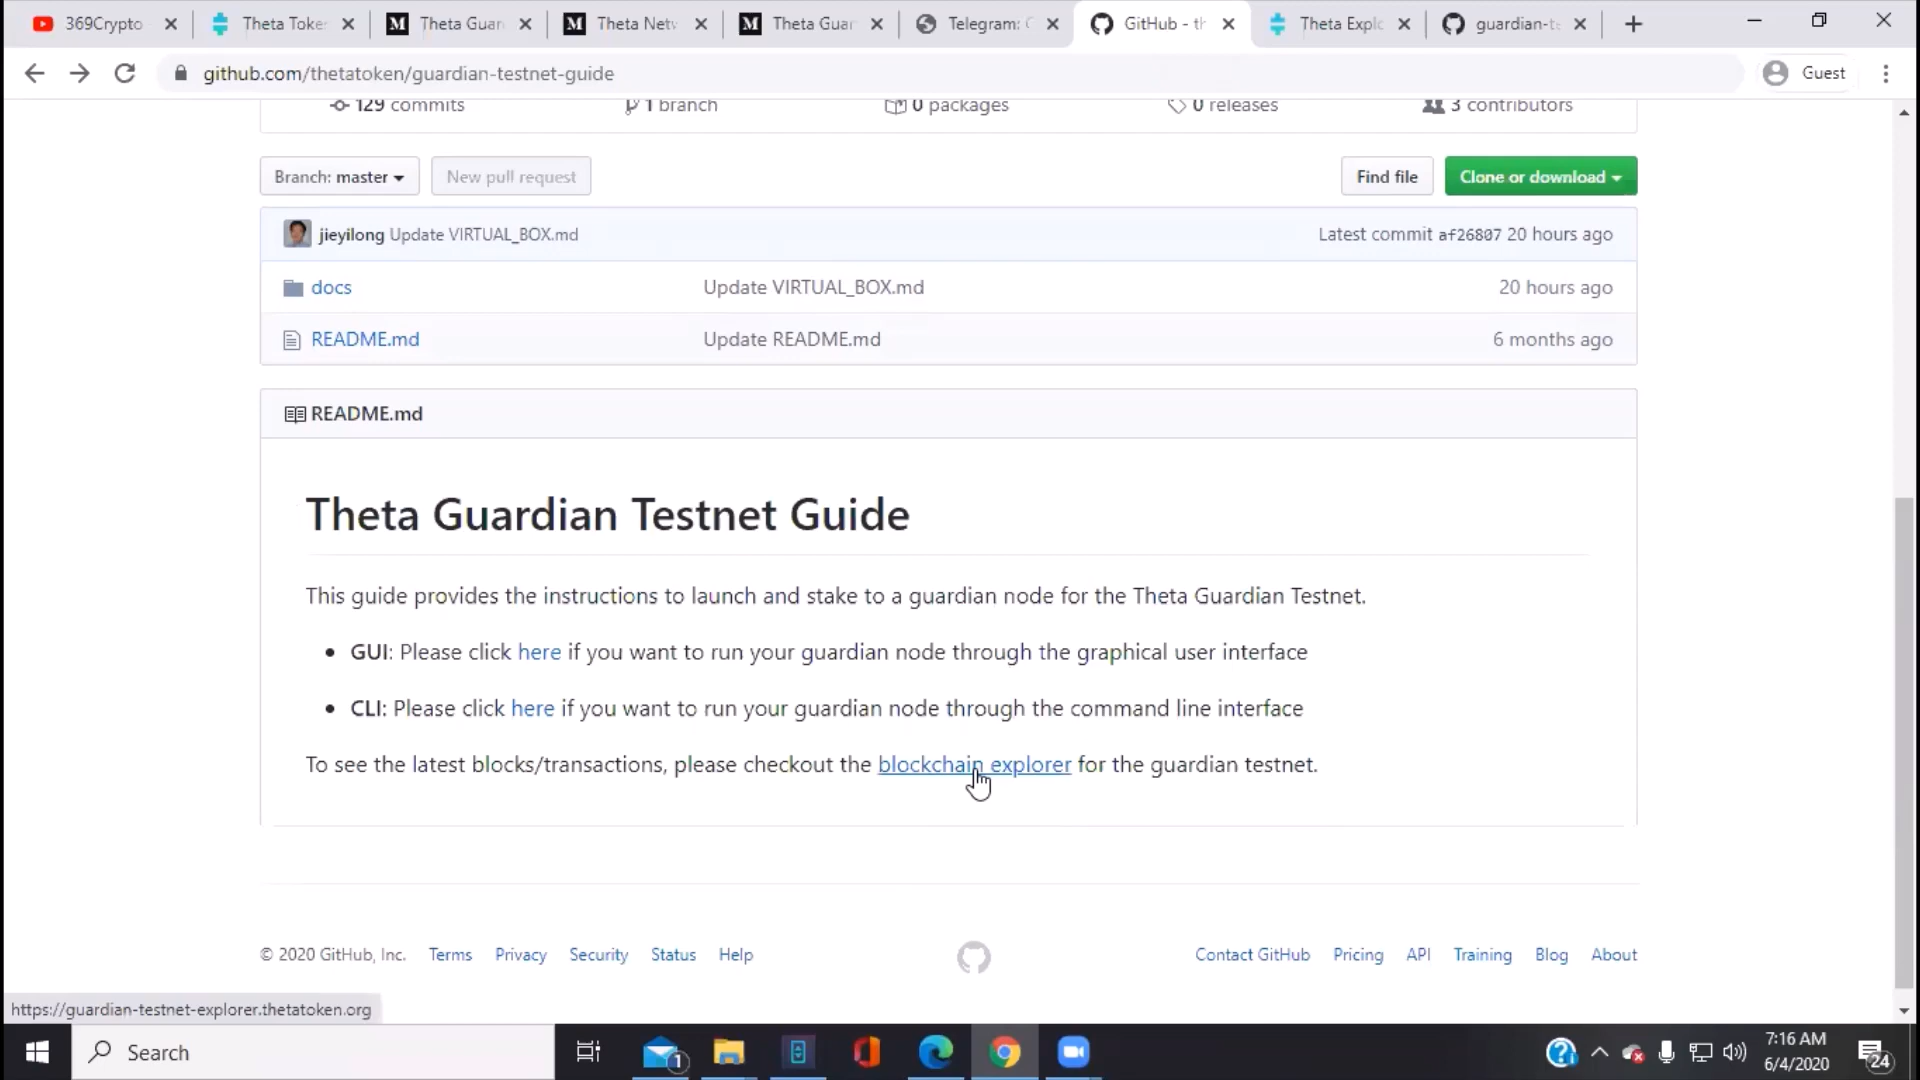 369Crypto
Theta Toke
Theta Guar
Theta Netw
Theta Guar
Telegram: C
GitHub - th
Theta Explo
guardian-te
github.com/thetatoken/guardian-testnet-guide
Guest
129 commits
1 branch
0 packages
0 releases
3 contributors
Branch: master
New pull request
Find file
Clone or download
jieyilong Update VIRTUAL_BOX.md
Latest commit af26807 20 hours ago
docs
Update VIRTUAL_BOX.md
20 hours ago
README.md
Update README.md
6 months ago
README.md
Theta Guardian Testnet Guide
This guide provides the instructions to launch and stake to a guardian node for the Theta Guardian Testnet.
• GUI: Please click here if you want to run your guardian node through the graphical user interface
• CLI: Please click here if you want to run your guardian node through the command line interface
To see the latest blocks/transactions, please checkout the blockchain explorer for the guardian testnet.
© 2020 GitHub, Inc.
Terms
Privacy
Security
Status
Help
Contact GitHub
Pricing
API
Training
Blog
About
https://guardian-testnet-explorer.thetatoken.org
Search
1
7:16 AM
6/4/2020
24